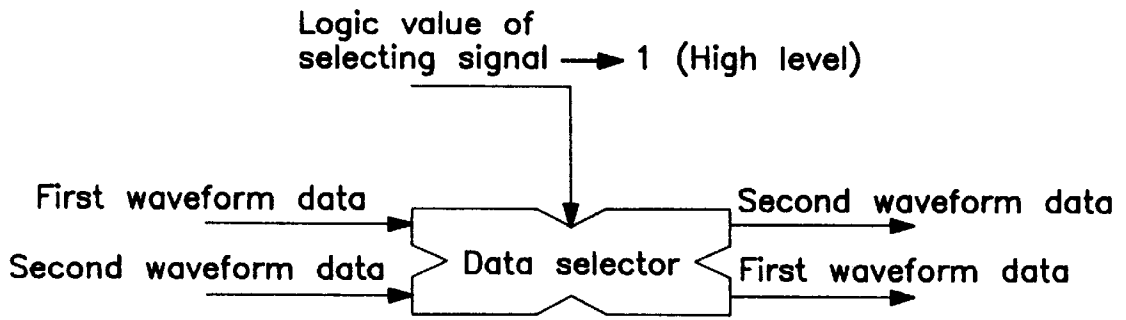 Logic value of
selecting signal → 1 (High level)
First waveform data
Second waveform data
Second waveform data
Data selector
First waveform data